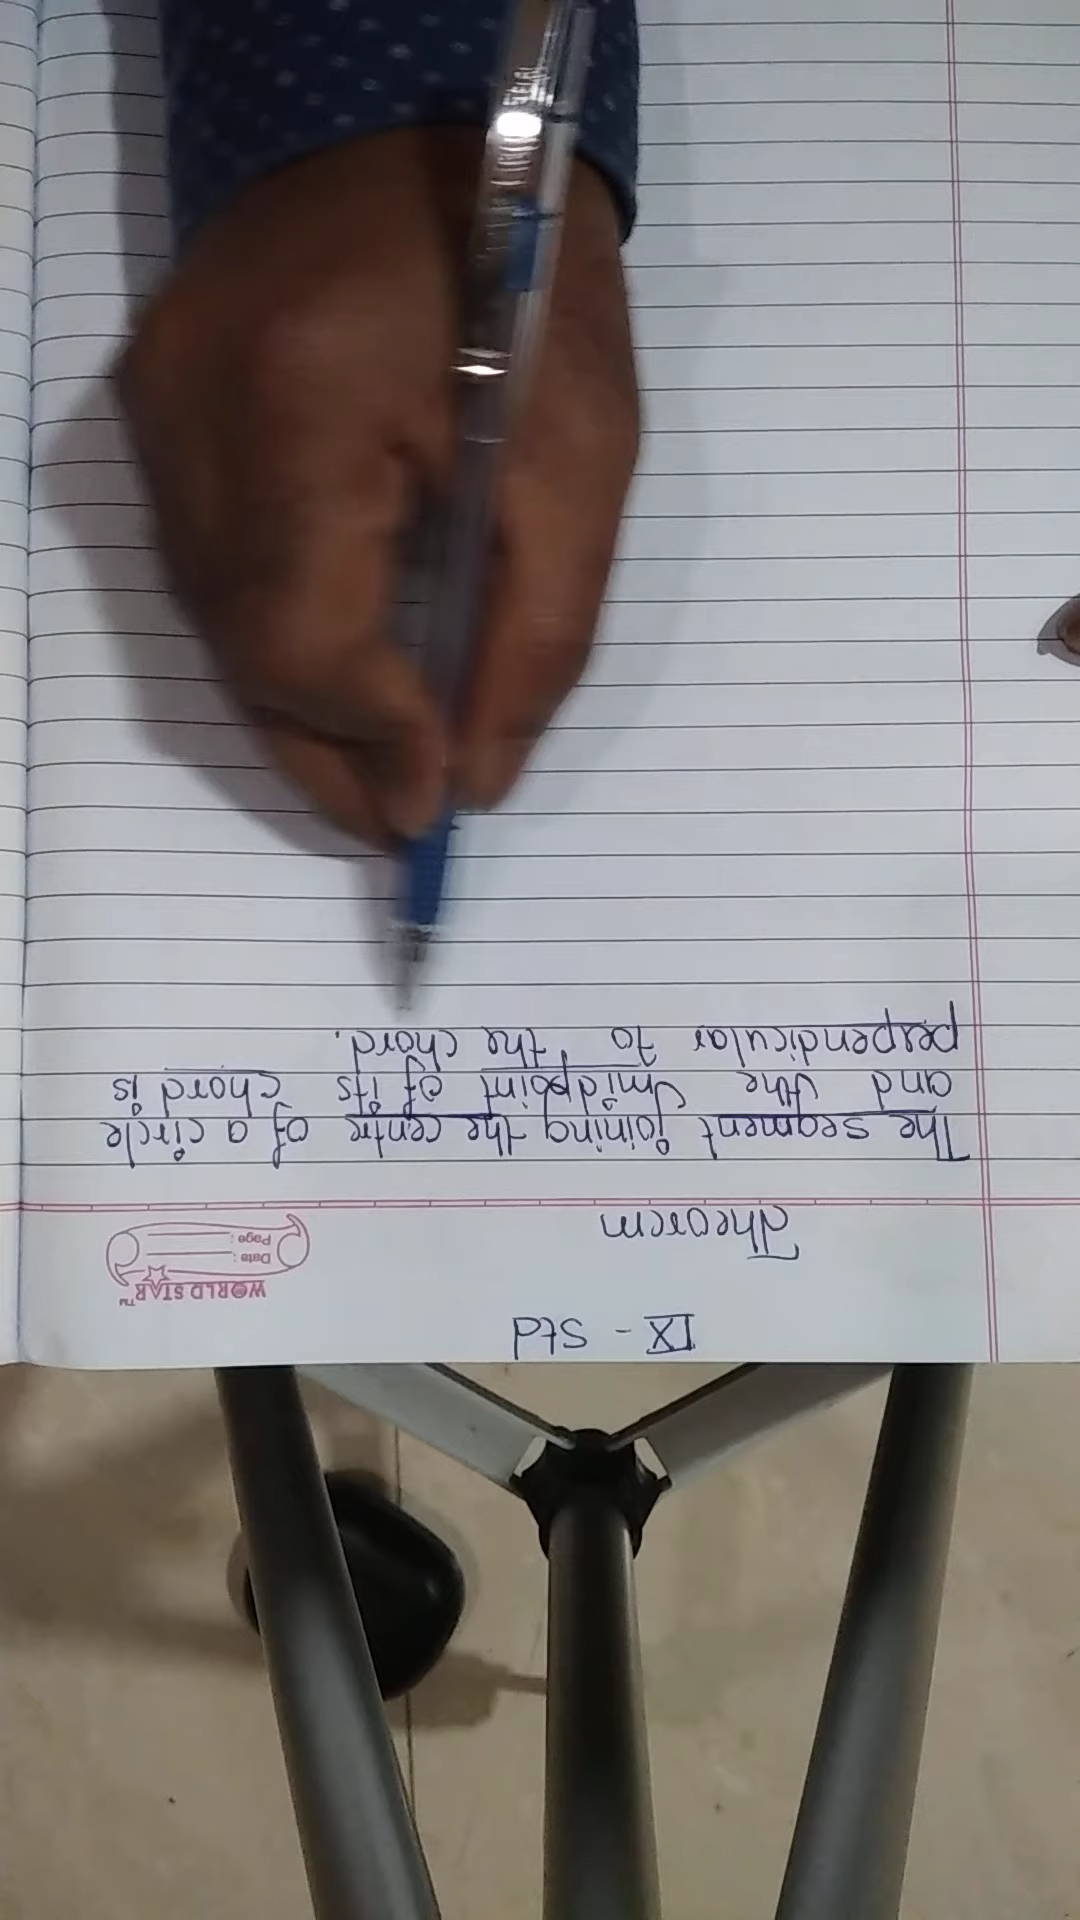 IX - Std
WORLD STAR™
Date :
Page :
Theorem
The segment joining the centre of a circle
and the midpoint of its chord is
perpendicular to the chord.